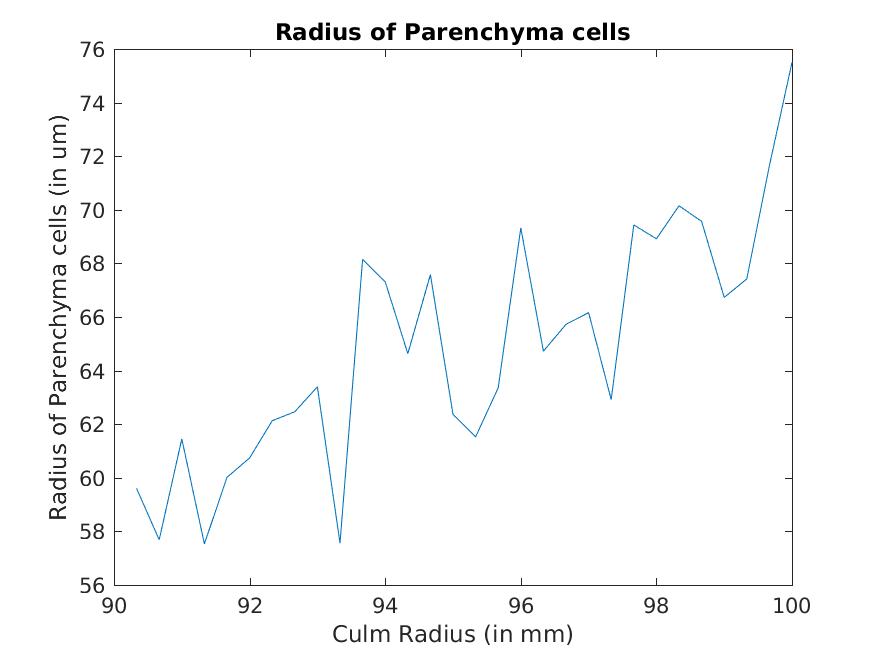 Radius of Parenchyma cells
76
74
72
70
68
66
64
62
60
58
56
Radius of Parenchyma cells (in um)
90 92 94 96 98 100
Culm Radius (in mm)